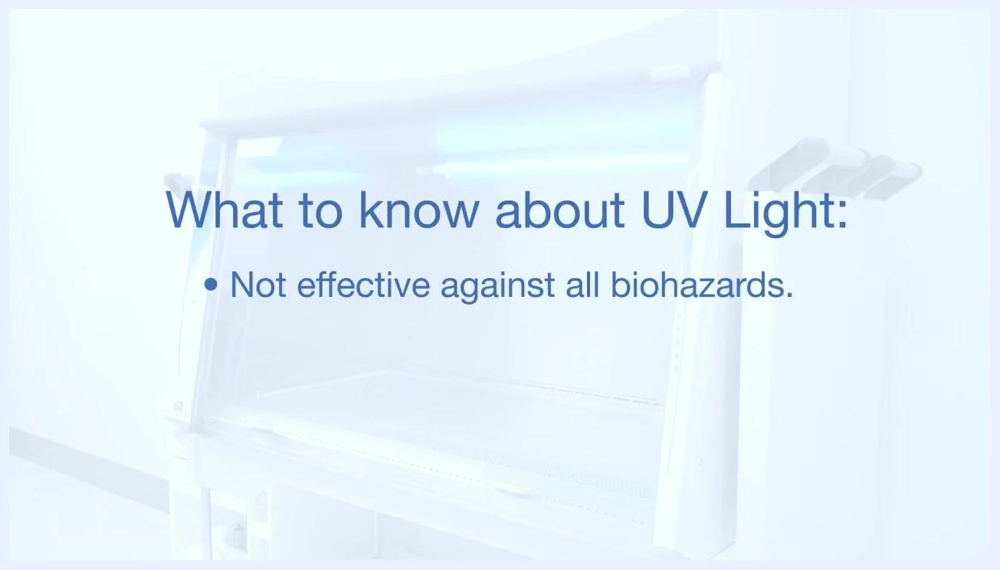 What to know about UV Light:
• Not effective against all biohazards.